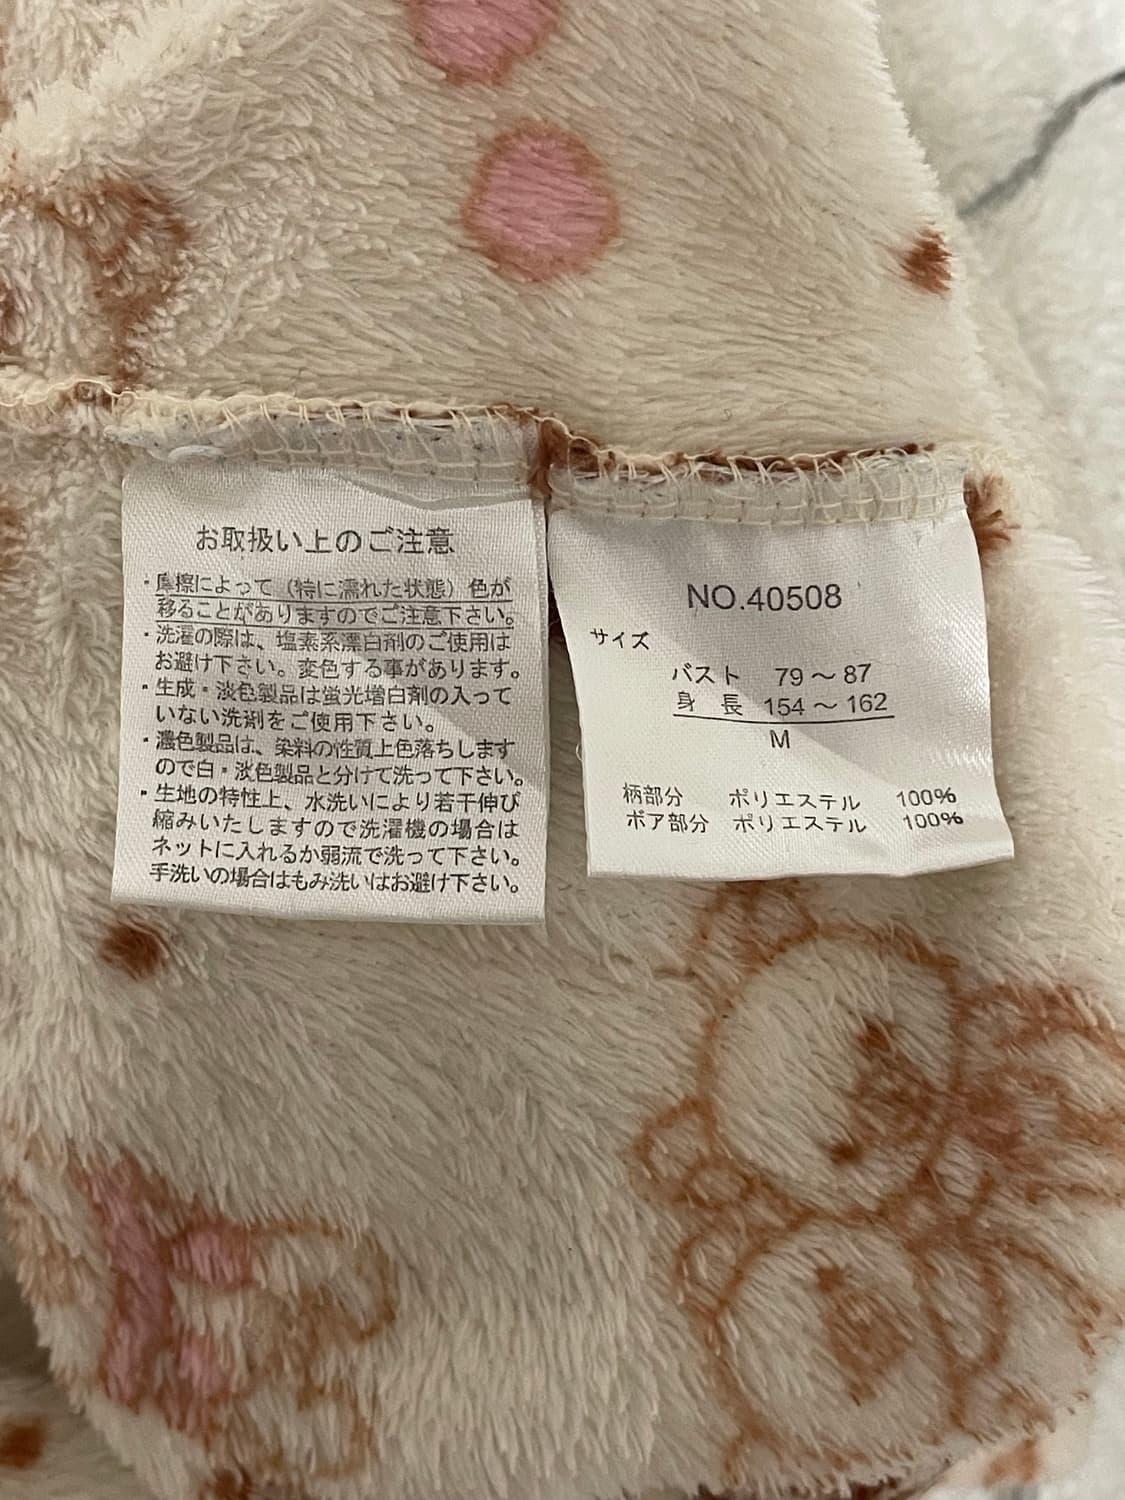 お取扱い上のご注意
・摩擦によって（特に濡れた状態）色が
移ることがありますのでご注意下さい。
・洗濯の際は、塩素系漂白剤のご使用は
お避け下さい。変色する事があります。
・生成・淡色製品は蛍光増白剤の入って
いない洗剤をご使用下さい。
・濃色製品は、染料の性質上色落ちします
ので白・淡色製品と分けて洗って下さい。
・生地の特性上、水洗いにより若干伸び
縮みいたしますので洗濯機の場合は
ネットに入れるか弱流で洗って下さい。
手洗いの場合はもみ洗いはお避け下さい。
NO.40508
サイズ
バスト 79～87
身長 154～162
M
柄部分 ポリエステル 100%
ボア部分 ポリエステル 100%